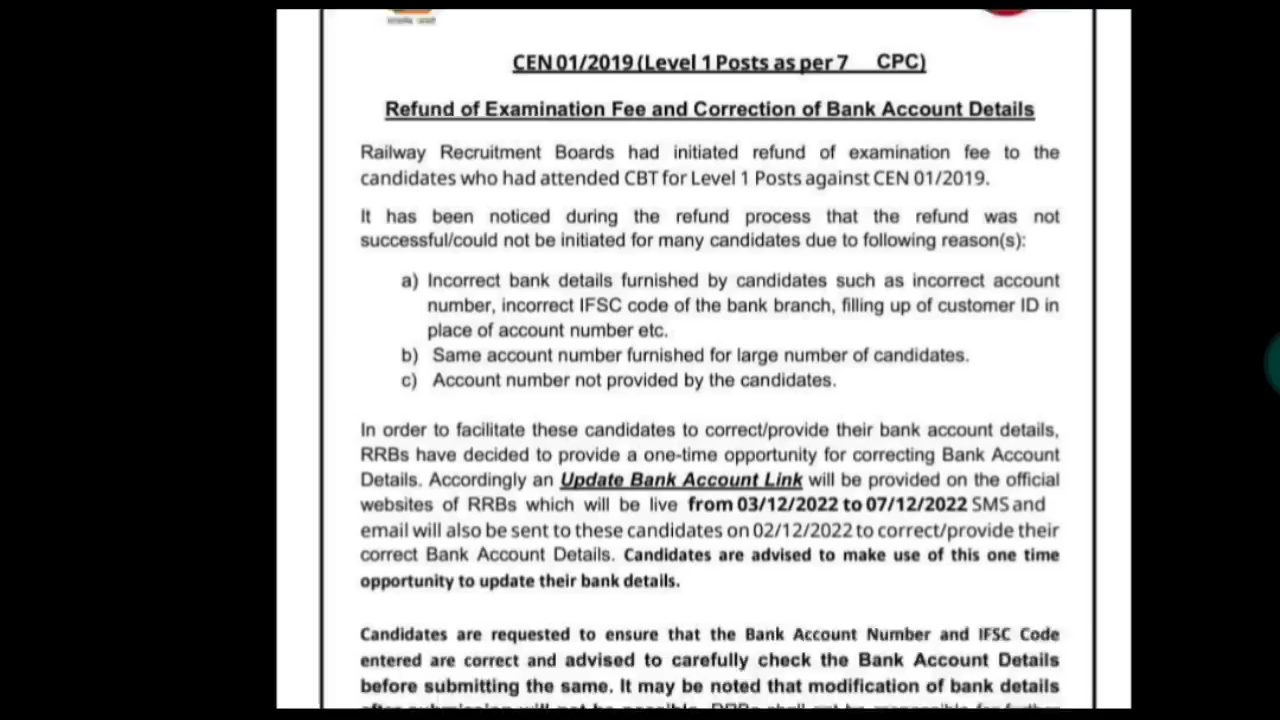 CEN 01/2019 (Level 1 Posts as per 7 CPC)
Refund of Examination Fee and Correction of Bank Account Details
Railway Recruitment Boards had initiated refund of examination fee to the
candidates who had attended CBT for Level 1 Posts against CEN 01/2019.
It has been noticed during the refund process that the refund was not
successful/could not be initiated for many candidates due to following reason(s):
a) Incorrect bank details furnished by candidates such as incorrect account
number, incorrect IFSC code of the bank branch, filling up of customer ID in
place of account number etc.
b) Same account number furnished for large number of candidates.
c) Account number not provided by the candidates.
In order to facilitate these candidates to correct/provide their bank account details,
RRBs have decided to provide a one-time opportunity for correcting Bank Account
Details. Accordingly an Update Bank Account Link will be provided on the official
websites of RRBs which will be live from 03/12/2022 to 07/12/2022 SMS and
email will also be sent to these candidates on 02/12/2022 to correct/provide their
correct Bank Account Details. Candidates are advised to make use of this one time
opportunity to update their bank details.
Candidates are requested to ensure that the Bank Account Number and IFSC Code
entered are correct and advised to carefully check the Bank Account Details
before submitting the same. It may be noted that modification of bank details